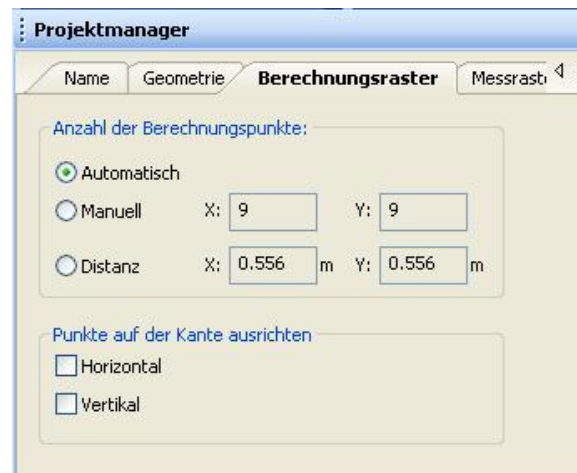 Projektmanager
Name Geometrie Berechnungsraster
Anzahl der Berechnungspunkte:
Automatisch
Manuell X: 9 Y: 9
Distanz X: 0.556 m Y: 0.556 m
Punkte auf der Kante ausrichten
Horizontal
Vertikal